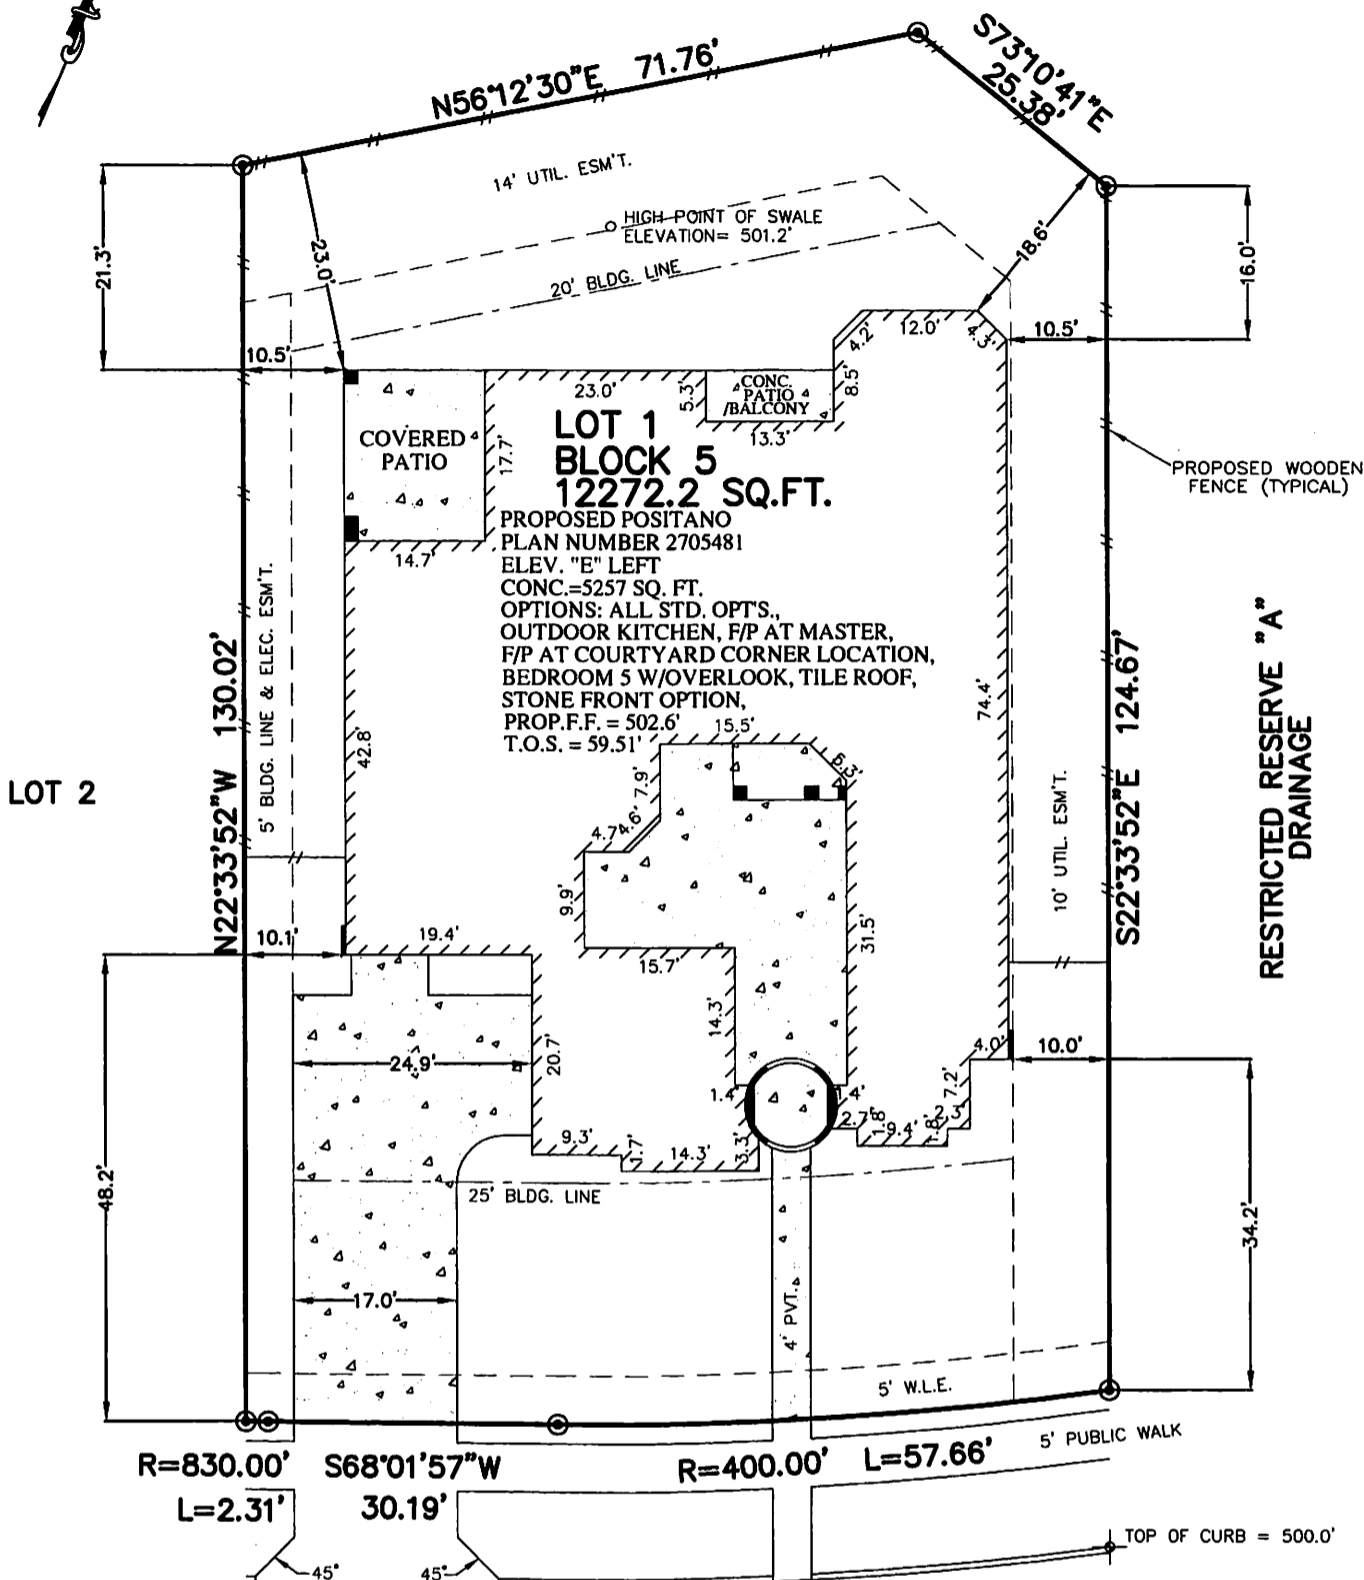 N56°12'30"E 71.76'
S73°10'41"E
25.38'
14' UTIL. ESM'T.
HIGH POINT OF SWALE
ELEVATION= 501.2'
20' BLDG. LINE
21.3'
23.0'
18.6'
16.0'
10.5'
10.5'
12.0'
4.2'
4.3'
8.5'
23.0'
5.3'
CONC.
PATIO
/BALCONY
13.3'
COVERED
PATIO
17.7'
14.7'
LOT 1
BLOCK 5
12272.2 SQ.FT.
PROPOSED POSITANO
PLAN NUMBER 2705481
ELEV. "E" LEFT
CONC.=5257 SQ. FT.
OPTIONS: ALL STD. OPT'S.,
OUTDOOR KITCHEN, F/P AT MASTER,
F/P AT COURTYARD CORNER LOCATION,
BEDROOM 5 W/OVERLOOK, TILE ROOF,
STONE FRONT OPTION,
PROP.F.F. = 502.6'
T.O.S. = 59.51'
PROPOSED WOODEN
FENCE (TYPICAL)
LOT 2
N22°33'52"W 130.02'
5' BLDG. LINE & ELEC. ESM'T.
42.8'
15.5'
6.3'
7.9'
4.6'
4.7'
9.9'
15.7'
31.5'
14.3'
74.4'
10' UTIL. ESM'T.
S22°33'52"E 124.67'
RESTRICTED RESERVE "A"
DRAINAGE
10.1'
19.4'
24.9'
20.7'
48.2'
9.3'
1.7'
14.3'
3.3'
1.4'
1.4'
2.7'
1.8'
9.4'
1.8'
2.3'
7.2'
4.0'
10.0'
34.2'
25' BLDG. LINE
17.0'
4' PVT.
5' W.L.E.
5' PUBLIC WALK
R=830.00'
L=2.31'
S68°01'57"W
30.19'
R=400.00' L=57.66'
TOP OF CURB = 500.0'
45°
45°